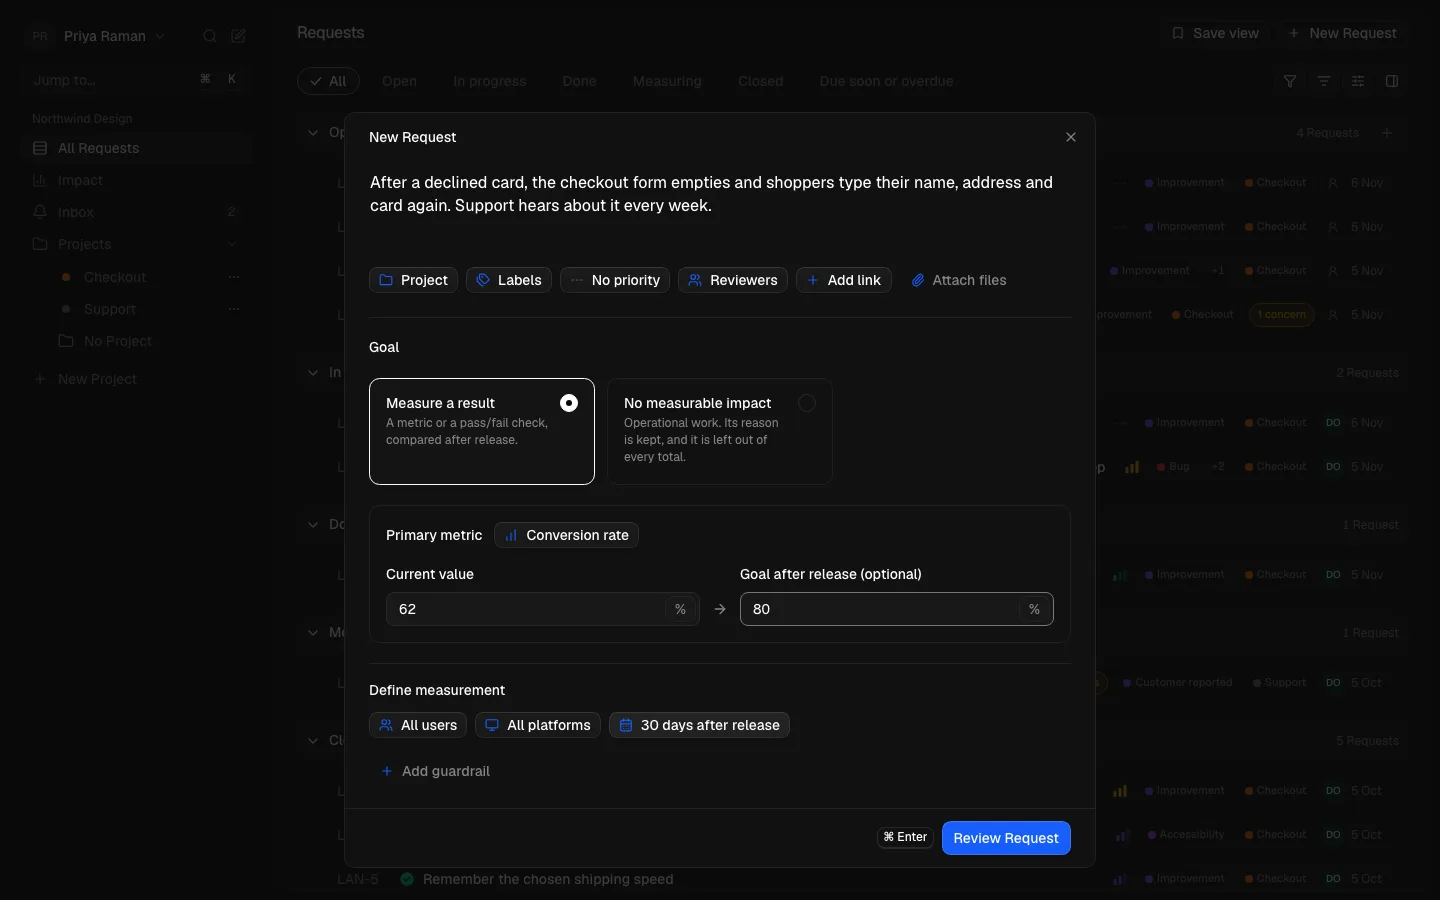 PR Priya Raman
Requests
Save view
New Request
Jump to...
⌘ K
All
Open
In progress
Done
Measuring
Closed
Due soon or overdue
Northwind Design
All Requests
Impact
Inbox 2
Projects
Checkout
Support
No Project
New Project
4 Requests
Improvement Checkout 6 Nov
Improvement Checkout 5 Nov
Improvement +1 Checkout 5 Nov
Checkout 1 concern 5 Nov
2 Requests
Improvement Checkout DO 6 Nov
Bug +2 Checkout DO 5 Nov
1 Request
Improvement Checkout DO 5 Nov
1 Request
Customer reported Support DO 5 Oct
5 Requests
Improvement Checkout DO 5 Oct
Accessibility Checkout DO 5 Oct
LAN-5 Remember the chosen shipping speed Improvement Checkout DO 5 Oct
New Request
After a declined card, the checkout form empties and shoppers type their name, address and
card again. Support hears about it every week.
Project
Labels
No priority
Reviewers
Add link
Attach files
Goal
Measure a result
A metric or a pass/fail check,
compared after release.
No measurable impact
Operational work. Its reason
is kept, and it is left out of
every total.
Primary metric
Conversion rate
Current value
62 %
→
Goal after release (optional)
80 %
Define measurement
All users
All platforms
30 days after release
Add guardrail
⌘ Enter
Review Request